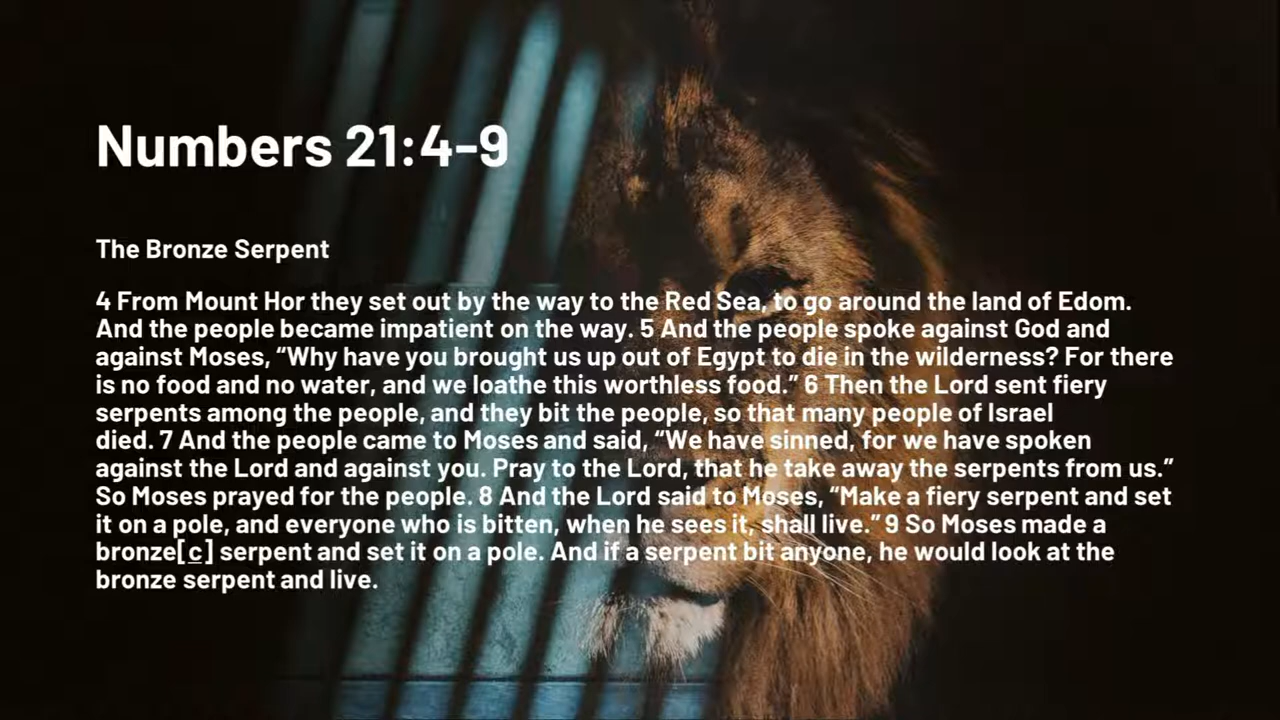 Numbers 21:4-9
The Bronze Serpent
4 From Mount Hor they set out by the way to the Red Sea, to go around the land of Edom.
And the people became impatient on the way. 5 And the people spoke against God and
against Moses, “Why have you brought us up out of Egypt to die in the wilderness? For there
is no food and no water, and we loathe this worthless food.” 6 Then the Lord sent fiery
serpents among the people, and they bit the people, so that many people of Israel
died. 7 And the people came to Moses and said, “We have sinned, for we have spoken
against the Lord and against you. Pray to the Lord, that he take away the serpents from us.”
So Moses prayed for the people. 8 And the Lord said to Moses, “Make a fiery serpent and set
it on a pole, and everyone who is bitten, when he sees it, shall live.” 9 So Moses made a
bronze[c] serpent and set it on a pole. And if a serpent bit anyone, he would look at the
bronze serpent and live.